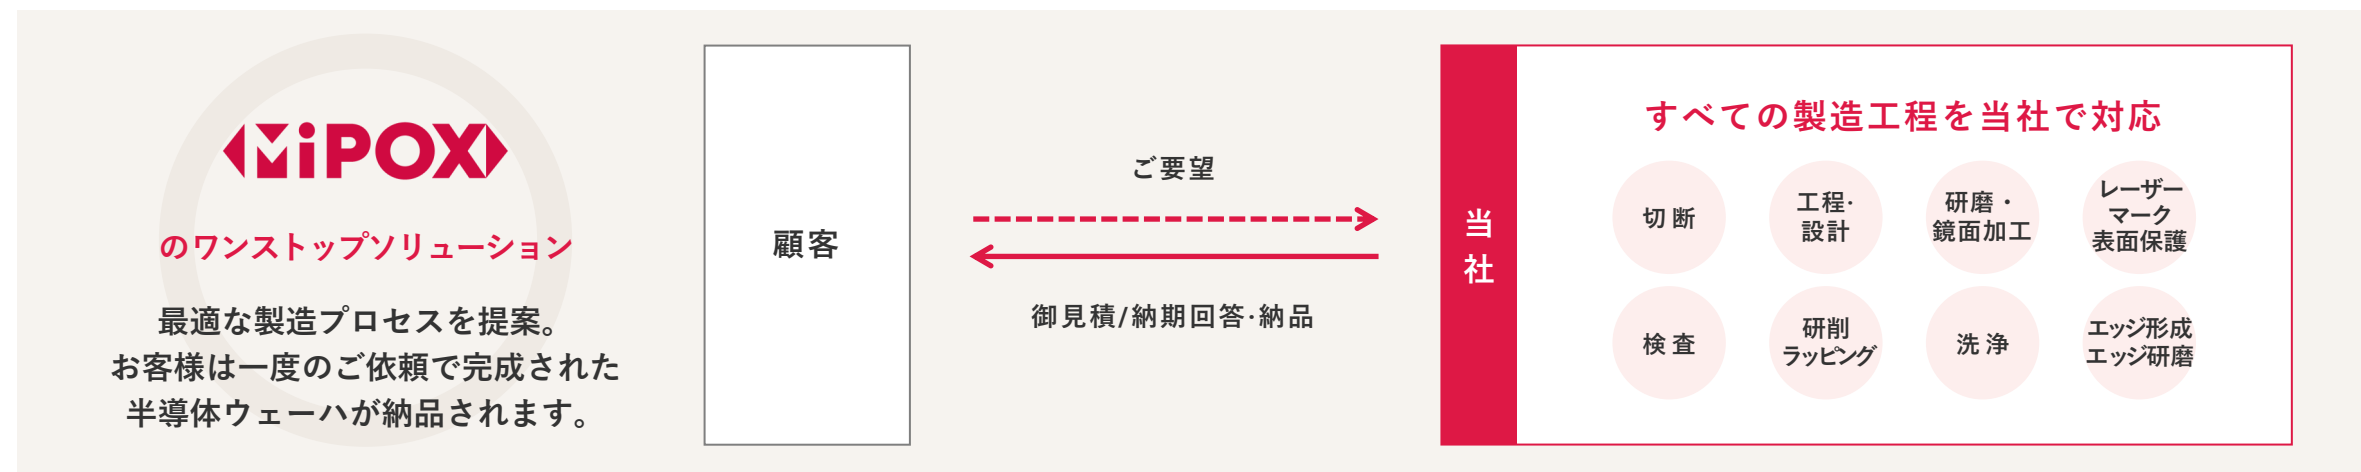 MiPOX
のワンストップソリューション
最適な製造プロセスを提案。
お客様は一度のご依頼で完成された
半導体ウェーハが納品されます。
顧客
ご要望
御見積/納期回答·納品
当
社
すべての製造工程を当社で対応
切断
工程·
設計
研磨・
鏡面加工
レーザー
マーク
表面保護
検査
研削
ラッピング
洗浄
エッジ形成
エッジ研磨